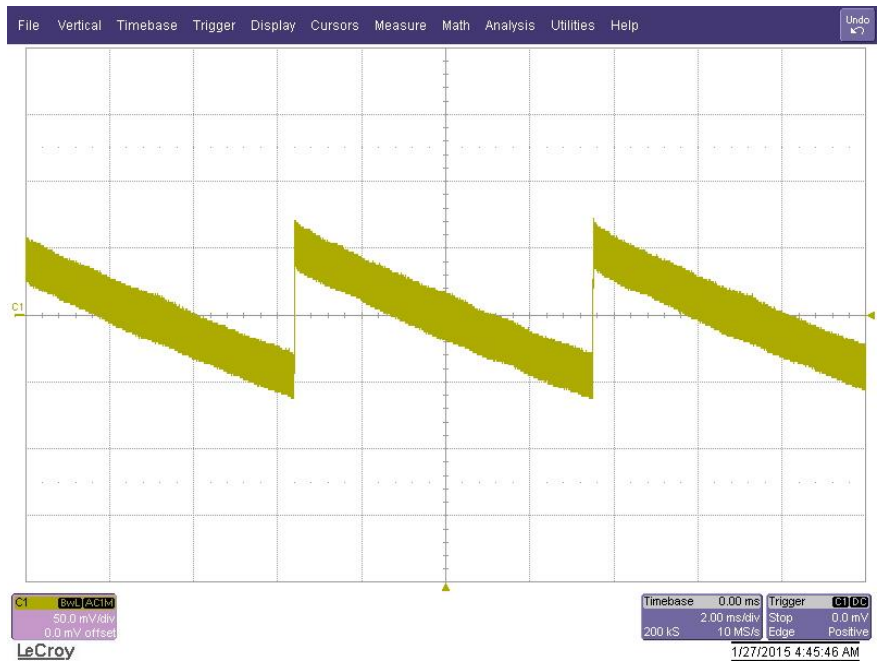 File Vertical Timebase Trigger Display Cursors Measure Math Analysis Utilities Help Undo
C1
C1 BwL AC1M
50.0 mV/div
0.0 mV offset
Timebase 0.00 ms
2.00 ms/div
200 kS 10 MS/s
Trigger C1 DC
Stop 0.0 mV
Edge Positive
LeCroy
1/27/2015 4:45:46 AM